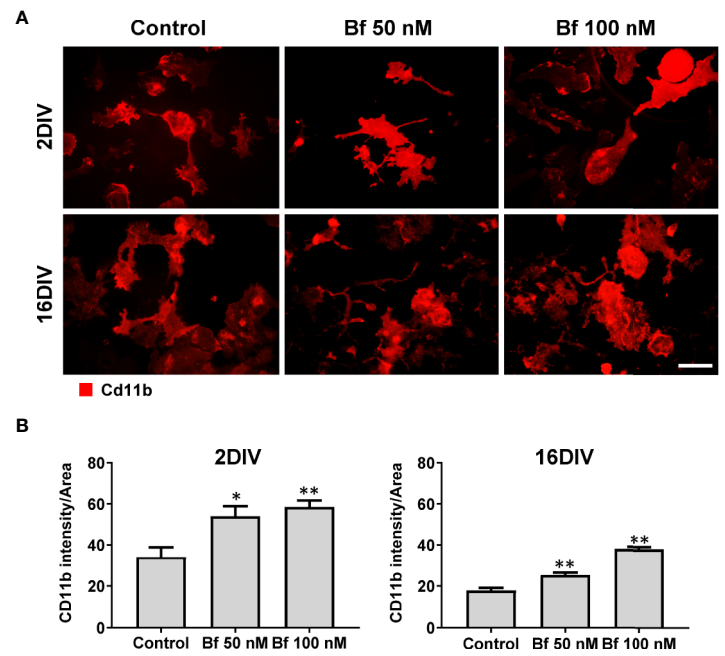 A
Control
Bf 50 nM
Bf 100 nM
2DIV
16DIV
Cd11b
B
2DIV
CD11b intensity/Area
80
60
40
20
0
*
**
Control
Bf 50 nM
Bf 100 nM
16DIV
CD11b intensity/Area
80
60
40
20
0
**
**
Control
Bf 50 nM
Bf 100 nM